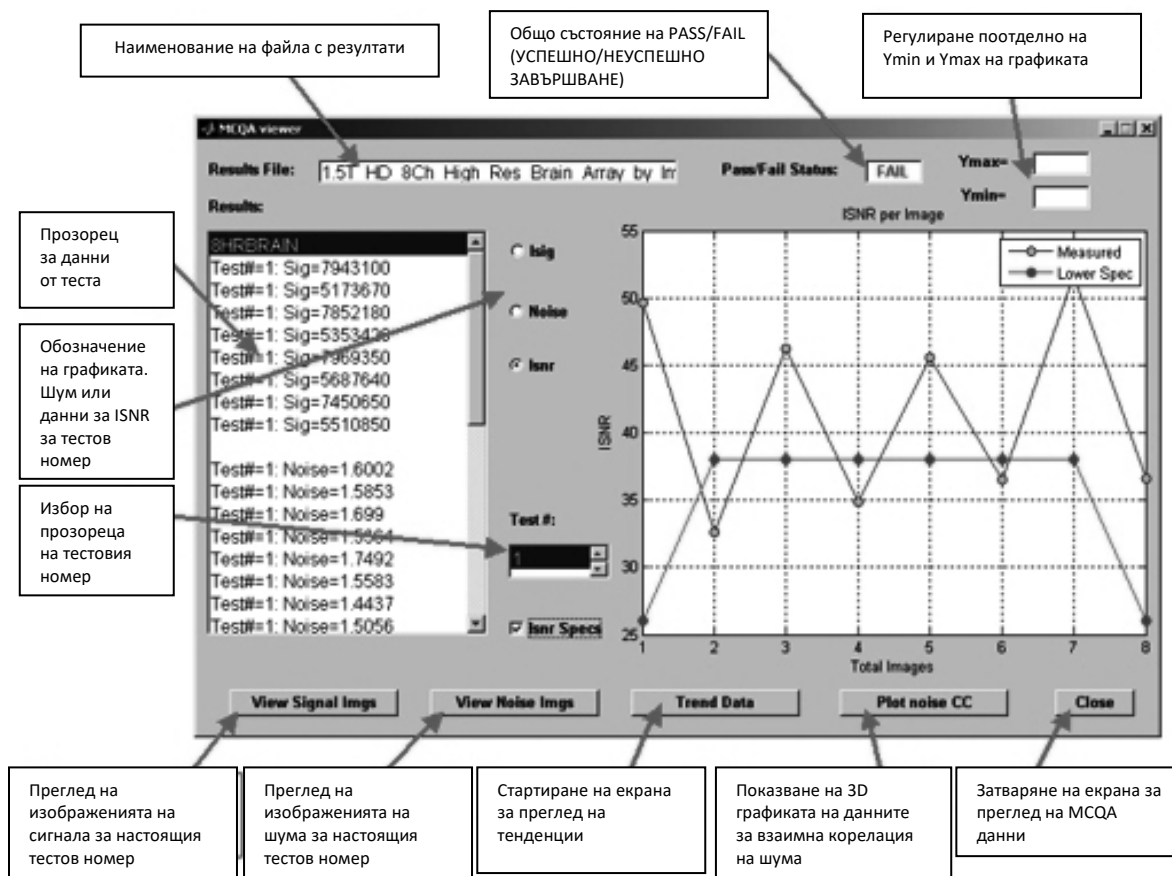 Наименование на файла с резултати
Общо състояние на PASS/FAIL
(УСПЕШНО/НЕУСПЕШНО
ЗАВЪРШВАНЕ)
Регулиране поотделно на
Ymin и Ymax на графиката
MCQA viewer
Results File:
1.5T HD 8Ch High Res Brain Array by Im
Pass/Fail Status:
FAIL
Ymax=
Ymin=
Results:
8HRBRAIN
Test#=1: Sig=7943100
Test#=1: Sig=5173670
Test#=1: Sig=7852180
Test#=1: Sig=5353420
Test#=1: Sig=7969350
Test#=1: Sig=5687640
Test#=1: Sig=7450650
Test#=1: Sig=5510850
Test#=1: Noise=1.6002
Test#=1: Noise=1.5853
Test#=1: Noise=1.699
Test#=1:
Test#=1: Noise=1.7492
Test#=1: Noise=1.5583
Test#=1: Noise=1.4437
Test#=1: Noise=1.5056
Isig
Noise
Isnr
Test #:
1
Isnr Specs
ISNR per Image
Measured
Lower Spec
ISNR
55
50
45
40
35
30
25
1 2 3 4 5 6 7 8
Total Images
View Signal Imgs
View Noise Imgs
Trend Data
Plot noise CC
Close
Прозорец
за данни
от теста
Обозначение
на графиката.
Шум или
данни за ISNR
за тестов
номер
Избор на
прозореца
на тестовия
номер
Преглед на
изображенията на
сигнала за настоящия
тестов номер
Преглед на
изображенията на
шума за настоящия
тестов номер
Стартиране на екрана
за преглед на
тенденции
Показване на 3D
графиката на данните
за взаимна корелация
на шума
Затваряне на екрана за
преглед на MCQA
данни